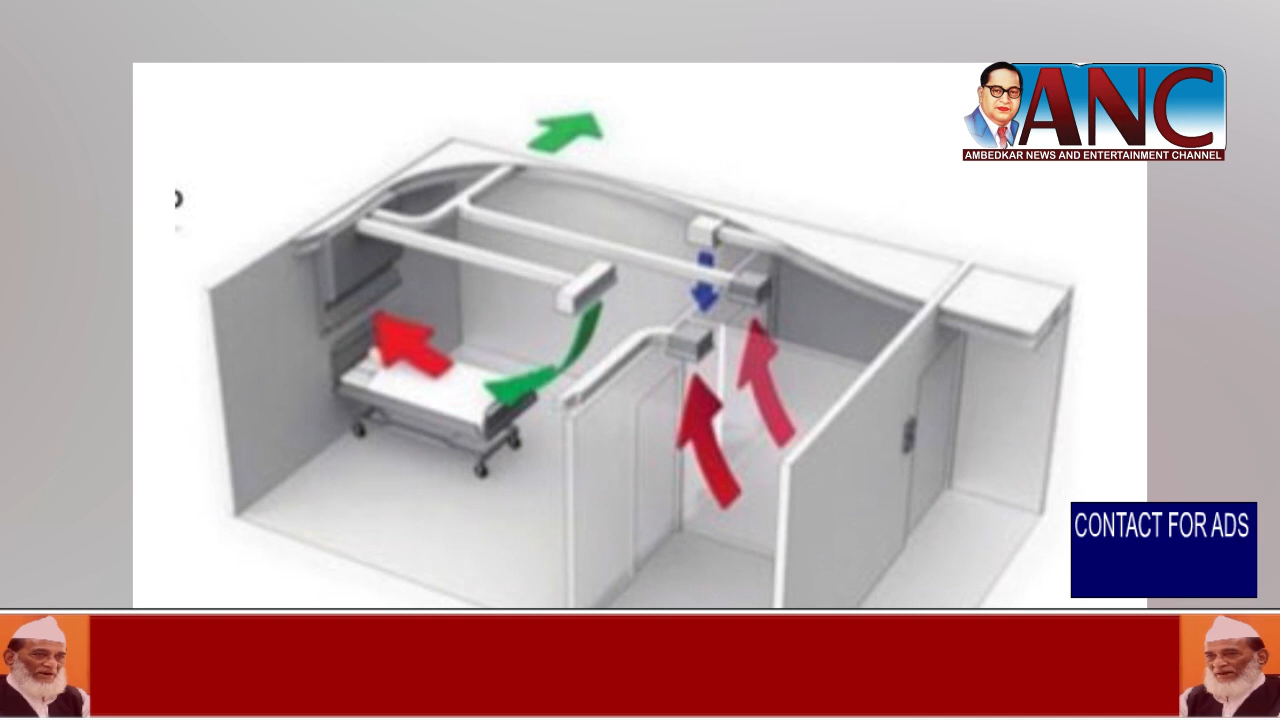 ANC
AMBEDKAR NEWS AND ENTERTAINMENT CHANNEL
CONTACT FOR ADS